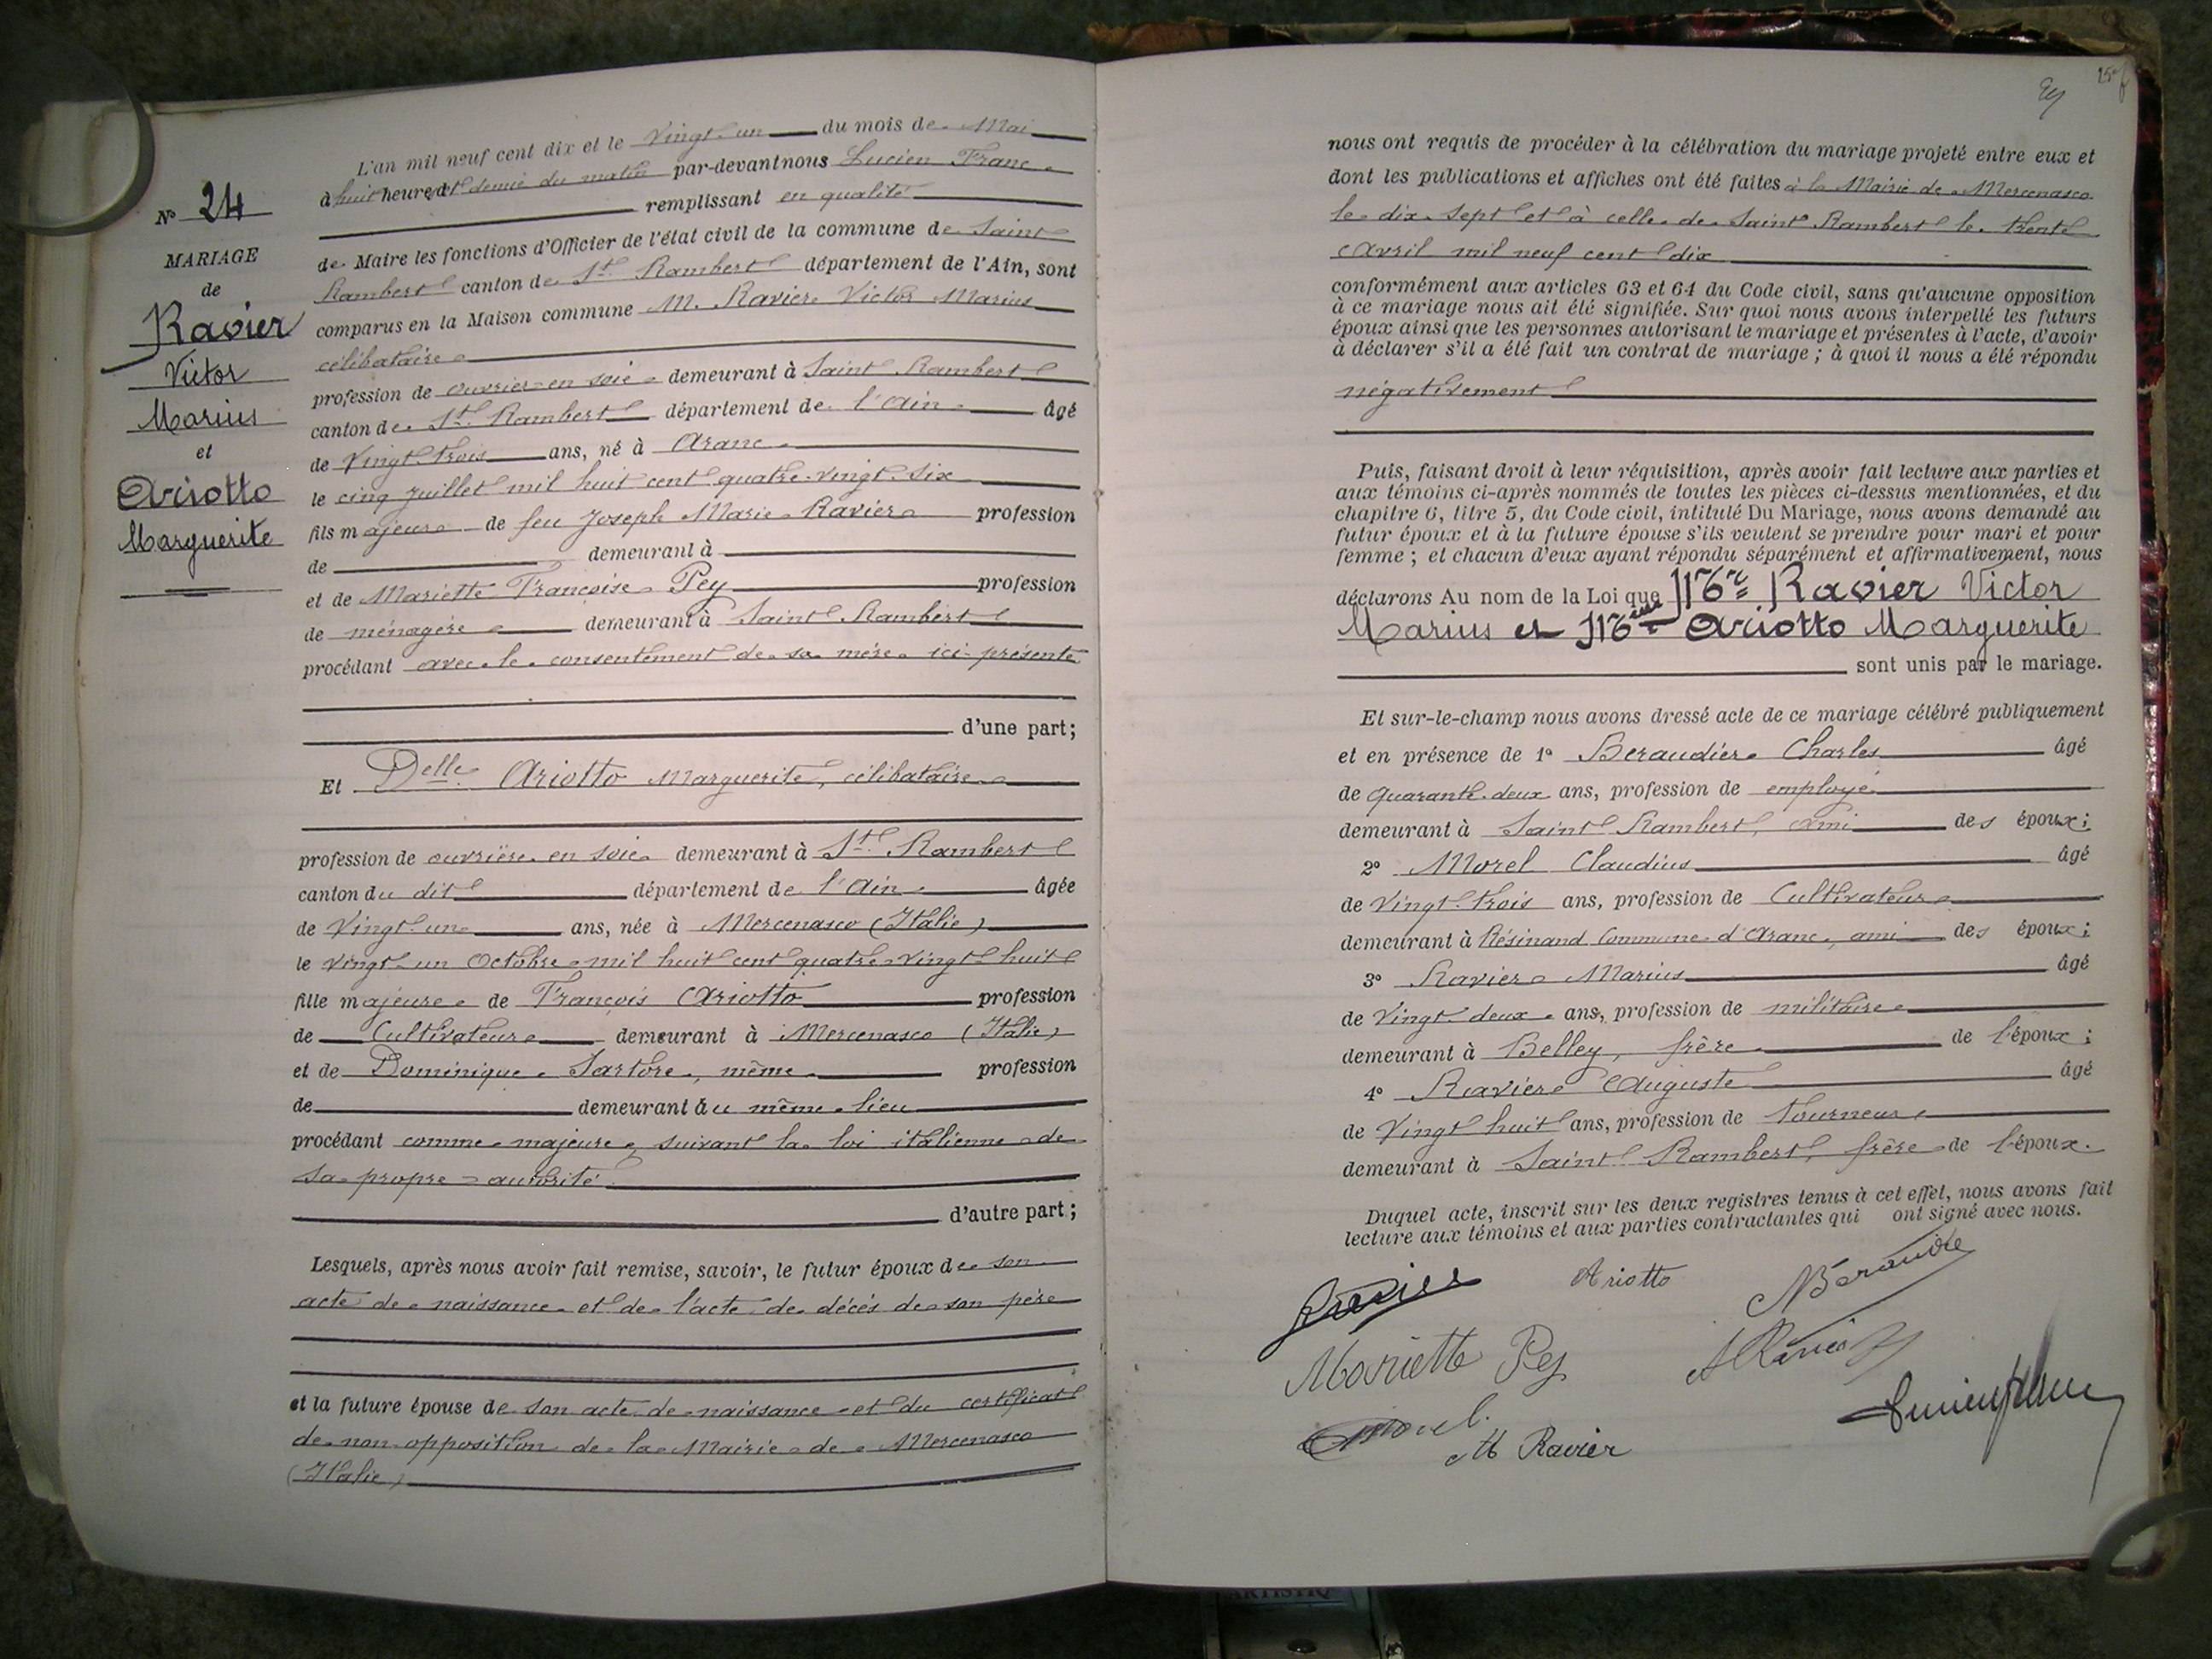 N° 24
MARIAGE
de
Ravier
Victor
Marius
et
Ariotto
Marguerite
L'an mil neuf cent dix et le Vingt-un du mois de Mai
à huit heures et demie du matin par-devant nous Lucien Franc
remplissant en qualité
de Maire les fonctions d'Officier de l'état civil de la commune de Saint
Rambert canton de St. Rambert département de l'Ain, sont
comparus en la Maison commune M. Ravier Victor Marius
célibataire
profession de ouvrier en soie demeurant à Saint Rambert
canton de St. Rambert département de l'Ain âgé
de Vingt-trois ans, né à Aranc
le cinq Juillet mil huit cent quatre-vingt-six
fils majeur de feu Joseph Marie Ravier profession
de demeurant à
et de Mariette Françoise Pey profession
de ménagère demeurant à Saint Rambert
procédant avec le consentement de sa mère ici présente
d'une part;
Et Delle Ariotto Marguerite, célibataire
profession de ouvrière en soie demeurant à St. Rambert
canton du dit département de l'Ain âgée
de Vingt-un ans, née à Mercenasco (Italie)
le vingt-un Octobre mil huit cent quatre-vingt-huit
fille majeure de François Ariotto profession
de Cultivateur demeurant à Mercenasco (Italie)
et de Dominique Sartore, même profession
de demeurant au même lieu
procédant comme majeure, suivant la loi italienne de
sa propre autorité
d'autre part;
Lesquels, après nous avoir fait remise, savoir, le futur époux de son
acte de naissance et de l'acte de décès de son père
et la future épouse de son acte de naissance et du certificat
de non opposition de la Mairie de Mercenasco
(Italie)
nous ont requis de procéder à la célébration du mariage projeté entre eux et
dont les publications et affiches ont été faites à la Mairie de Mercenasco
le dix-sept et à celle de Saint Rambert le trente
Avril mil neuf cent dix
conformément aux articles 63 et 64 du Code civil, sans qu'aucune opposition
à ce mariage nous ait été signifiée. Sur quoi nous avons interpellé les futurs
époux ainsi que les personnes autorisant le mariage et présentes à l'acte, d'avoir
à déclarer s'il a été fait un contrat de mariage; à quoi il nous a été répondu
négativement
Puis, faisant droit à leur réquisition, après avoir fait lecture aux parties et
aux témoins ci-après nommés de toutes les pièces ci-dessus mentionnées, et du
chapitre 6, titre 5, du Code civil, intitulé Du Mariage, nous avons demandé au
futur époux et à la future épouse s'ils veulent se prendre pour mari et pour
femme; et chacun d'eux ayant répondu séparément et affirmativement, nous
déclarons Au nom de la Loi que Mr Ravier Victor
Marius et Melle Ariotto Marguerite
sont unis par le mariage.
Et sur-le-champ nous avons dressé acte de ce mariage célébré publiquement
et en présence de 1° Beraudier Charles âgé
de quarante-deux ans, profession de employé
demeurant à Saint Rambert, ami des époux;
2° Morel Claudius âgé
de Vingt-trois ans, profession de Cultivateur
demeurant à Résinand Commune d'Aranc, ami des époux;
3° Ravier Marius âgé
de Vingt-deux ans, profession de militaire
demeurant à Belley, frère de l'époux;
4° Ravier Auguste âgé
de Vingt huit ans, profession de tourneur
demeurant à Saint Rambert, frère de l'époux.
Duquel acte, inscrit sur les deux registres tenus à cet effet, nous avons fait
lecture aux témoins et aux parties contractantes qui ont signé avec nous.
Ravier Ariotto
Mariette Pey A Ravier
Morel Lucien Franc
M Ravier